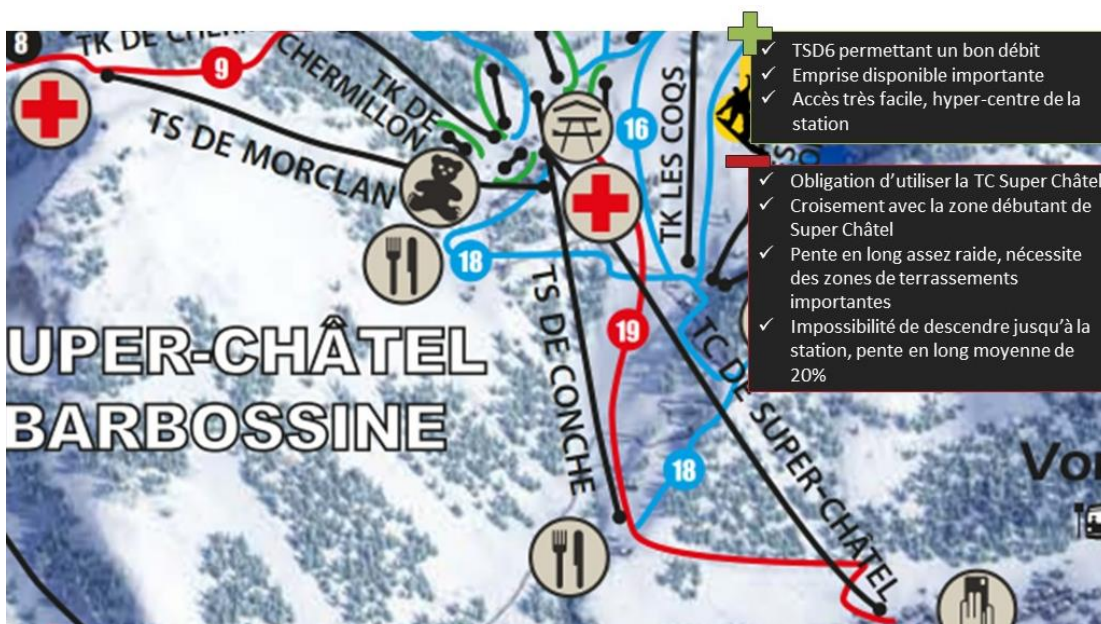 8
TK DE CHER
9
CHERMILLON
TK DE
TS DE MORCLAN
16
TK LES COQS
18
19
TS DE CONCHE
TC DE SUPER-CHÂTEL
18
UPER-CHÂTEL
BARBOSSINE
Vor
TSD6 permettant un bon débit
Emprise disponible importante
Accès très facile, hyper-centre de la
station
Obligation d'utiliser la TC Super Châtel
Croisement avec la zone débutant de
Super Châtel
Pente en long assez raide, nécessite
des zones de terrassements
importantes
Impossibilité de descendre jusqu'à la
station, pente en long moyenne de
20%